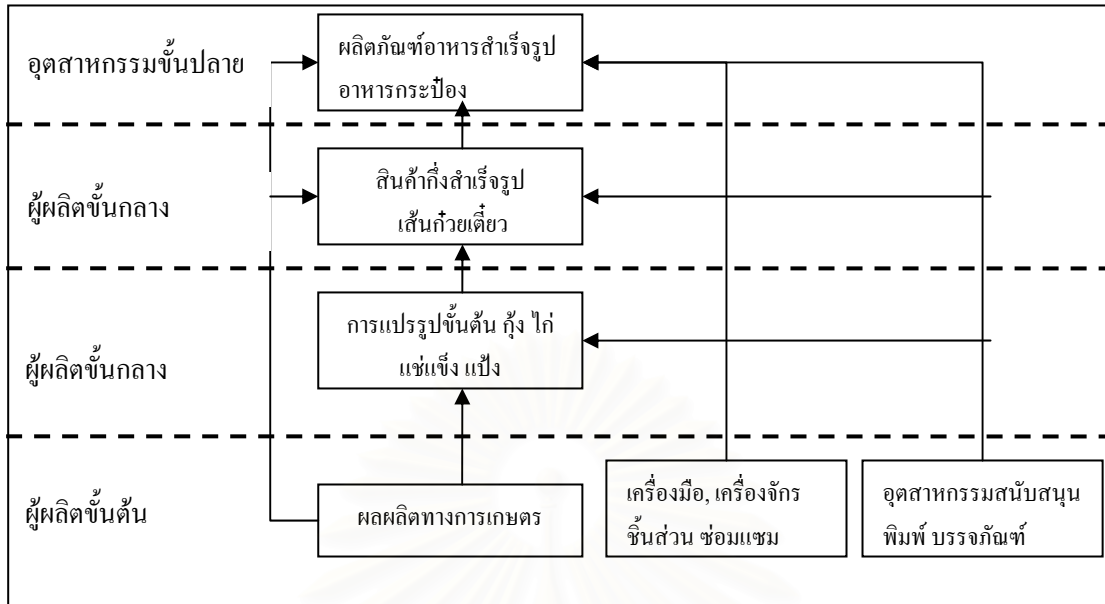 อุตสาหกรรมขั้นปลาย
ผลิตภัณฑ์อาหารสำเร็จรูป
อาหารกระป๋อง
ผู้ผลิตขั้นกลาง
สินค้ากึ่งสำเร็จรูป
เส้นก๋วยเตี๋ยว
ผู้ผลิตขั้นกลาง
การแปรรูปขั้นต้น กุ้ง ไก่
แช่แข็ง แป้ง
ผู้ผลิตขั้นต้น
ผลผลิตทางการเกษตร
เครื่องมือ, เครื่องจักร
ชิ้นส่วน ซ่อมแซม
อุตสาหกรรมสนับสนุน
พิมพ์ บรรจภัณฑ์